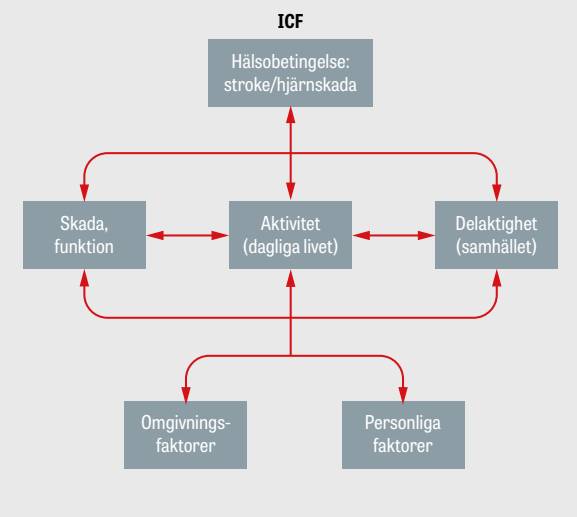 ICF
Hälsobetingelse:
stroke/hjärnskada
Skada,
funktion
Aktivitet
(dagliga livet)
Delaktighet
(samhället)
Omgivnings-
faktorer
Personliga
faktorer